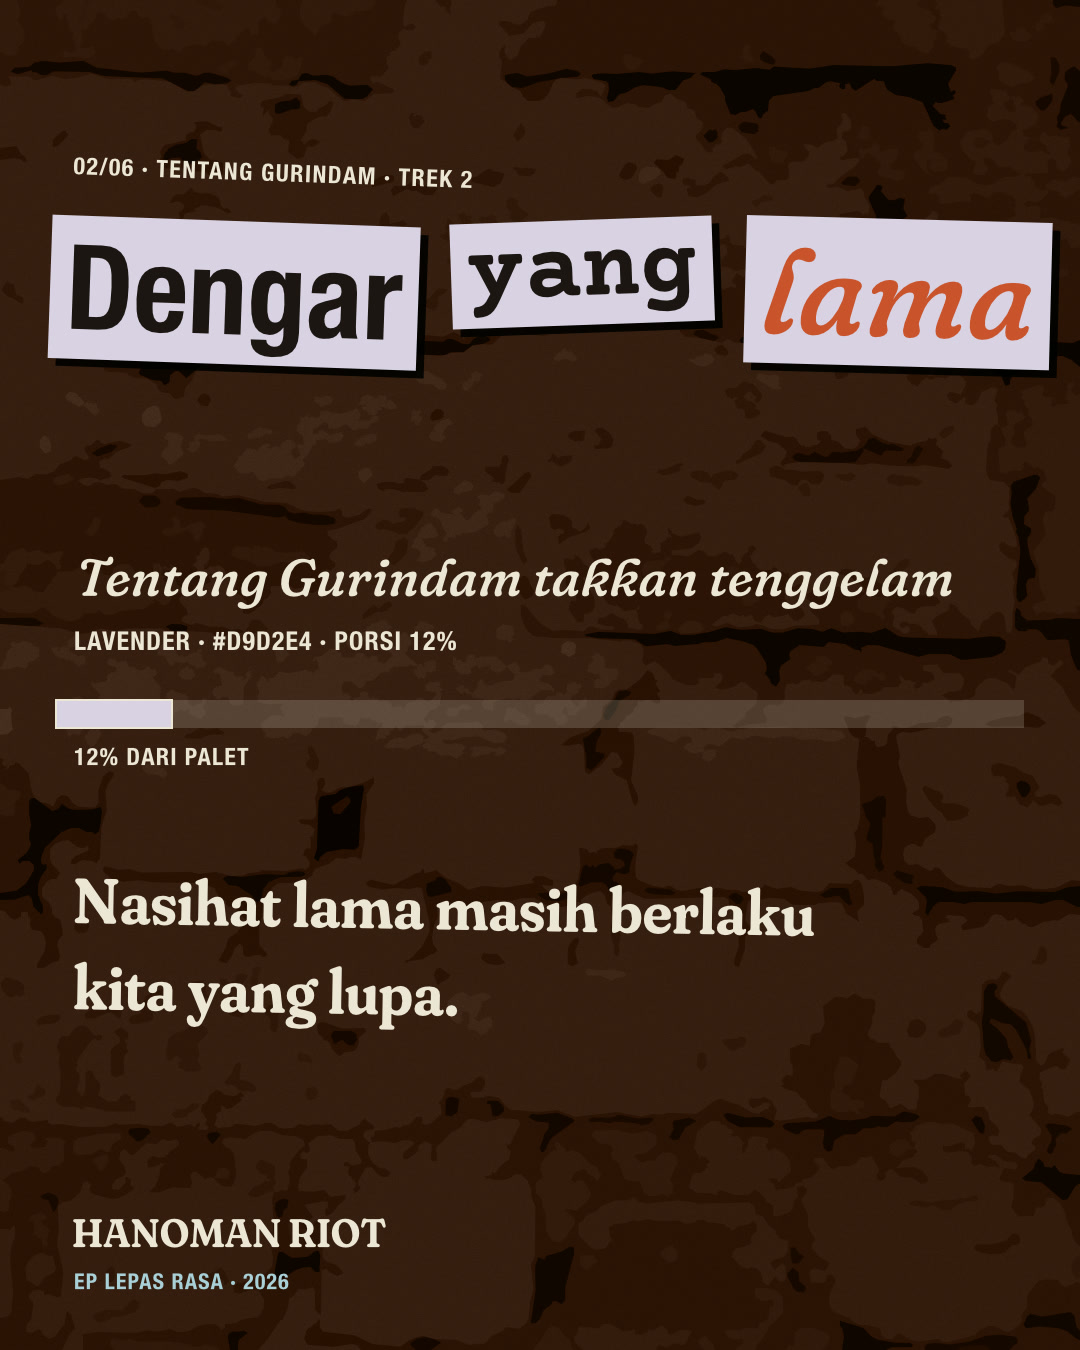 02/06 · TENTANG GURINDAM · TREK 2
Dengar yang lama
Tentang Gurindam takkan tenggelam
LAVENDER · #D9D2E4 · PORSI 12%
12% DARI PALET
Nasihat lama masih berlaku
kita yang lupa.
HANOMAN RIOT
EP LEPAS RASA · 2026